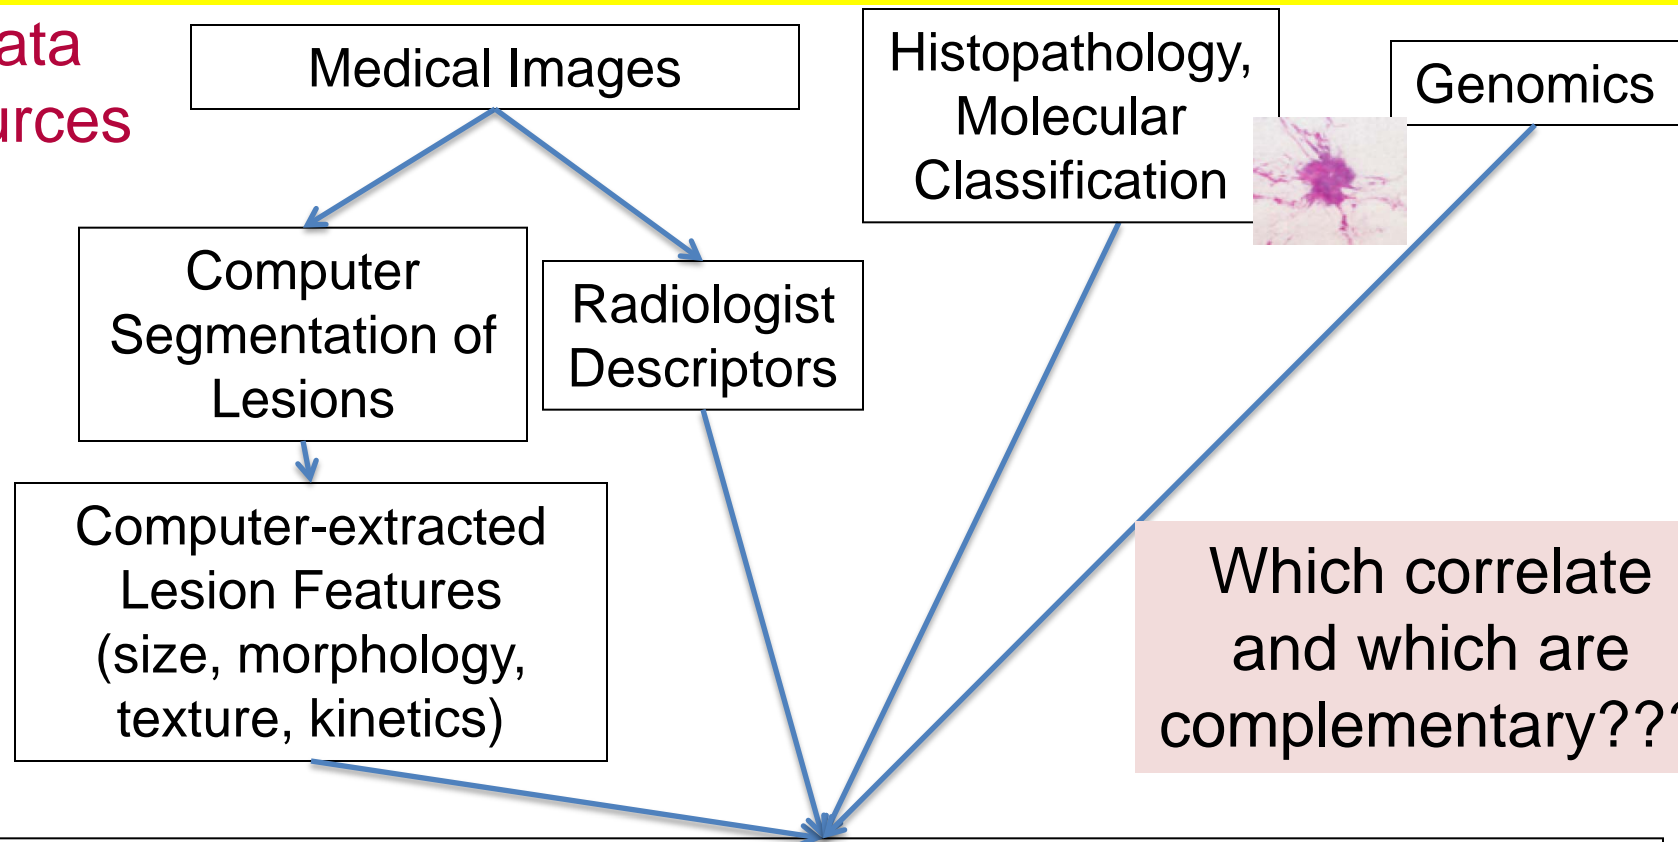 ata
urces
Medical Images
Histopathology,
Molecular
Classification
Genomics
Computer
Segmentation of
Lesions
Radiologist
Descriptors
Computer-extracted
Lesion Features
(size, morphology,
texture, kinetics)
Which correlate
and which are
complementary???